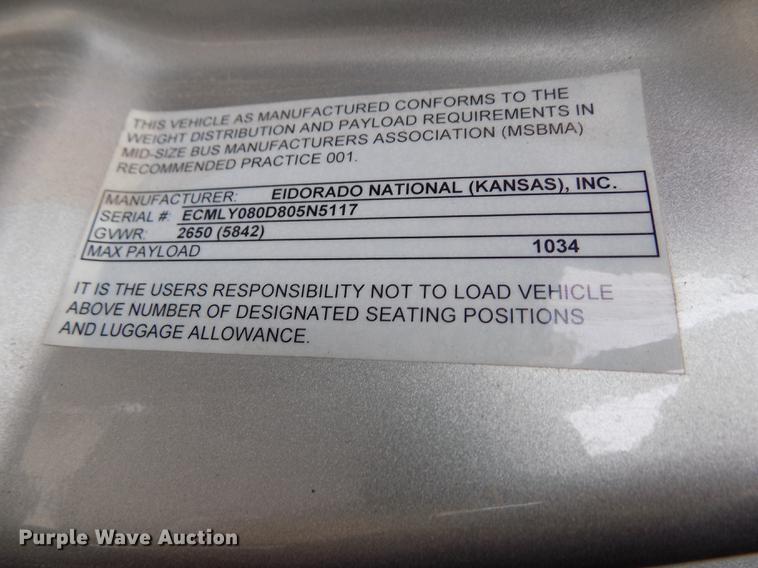 THIS VEHICLE AS MANUFACTURED CONFORMS TO THE
WEIGHT DISTRIBUTION AND PAYLOAD REQUIREMENTS IN
MID-SIZE BUS MANUFACTURERS ASSOCIATION (MSBMA)
RECOMMENDED PRACTICE 001.
MANUFACTURER: EIDORADO NATIONAL (KANSAS), INC.
SERIAL #: ECMLY080D805N5117
GVWR: 2650 (5842)
MAX PAYLOAD 1034
IT IS THE USERS RESPONSIBILITY NOT TO LOAD VEHICLE
ABOVE NUMBER OF DESIGNATED SEATING POSITIONS
AND LUGGAGE ALLOWANCE.
Purple Wave Auction